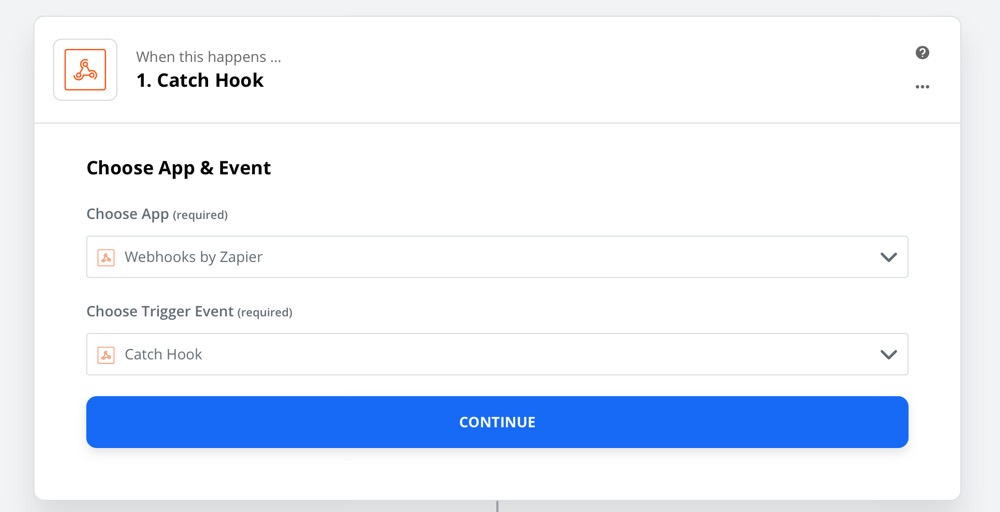 When this happens ...
1. Catch Hook
Choose App & Event
Choose App (required)
Webhooks by Zapier
Choose Trigger Event (required)
Catch Hook
CONTINUE